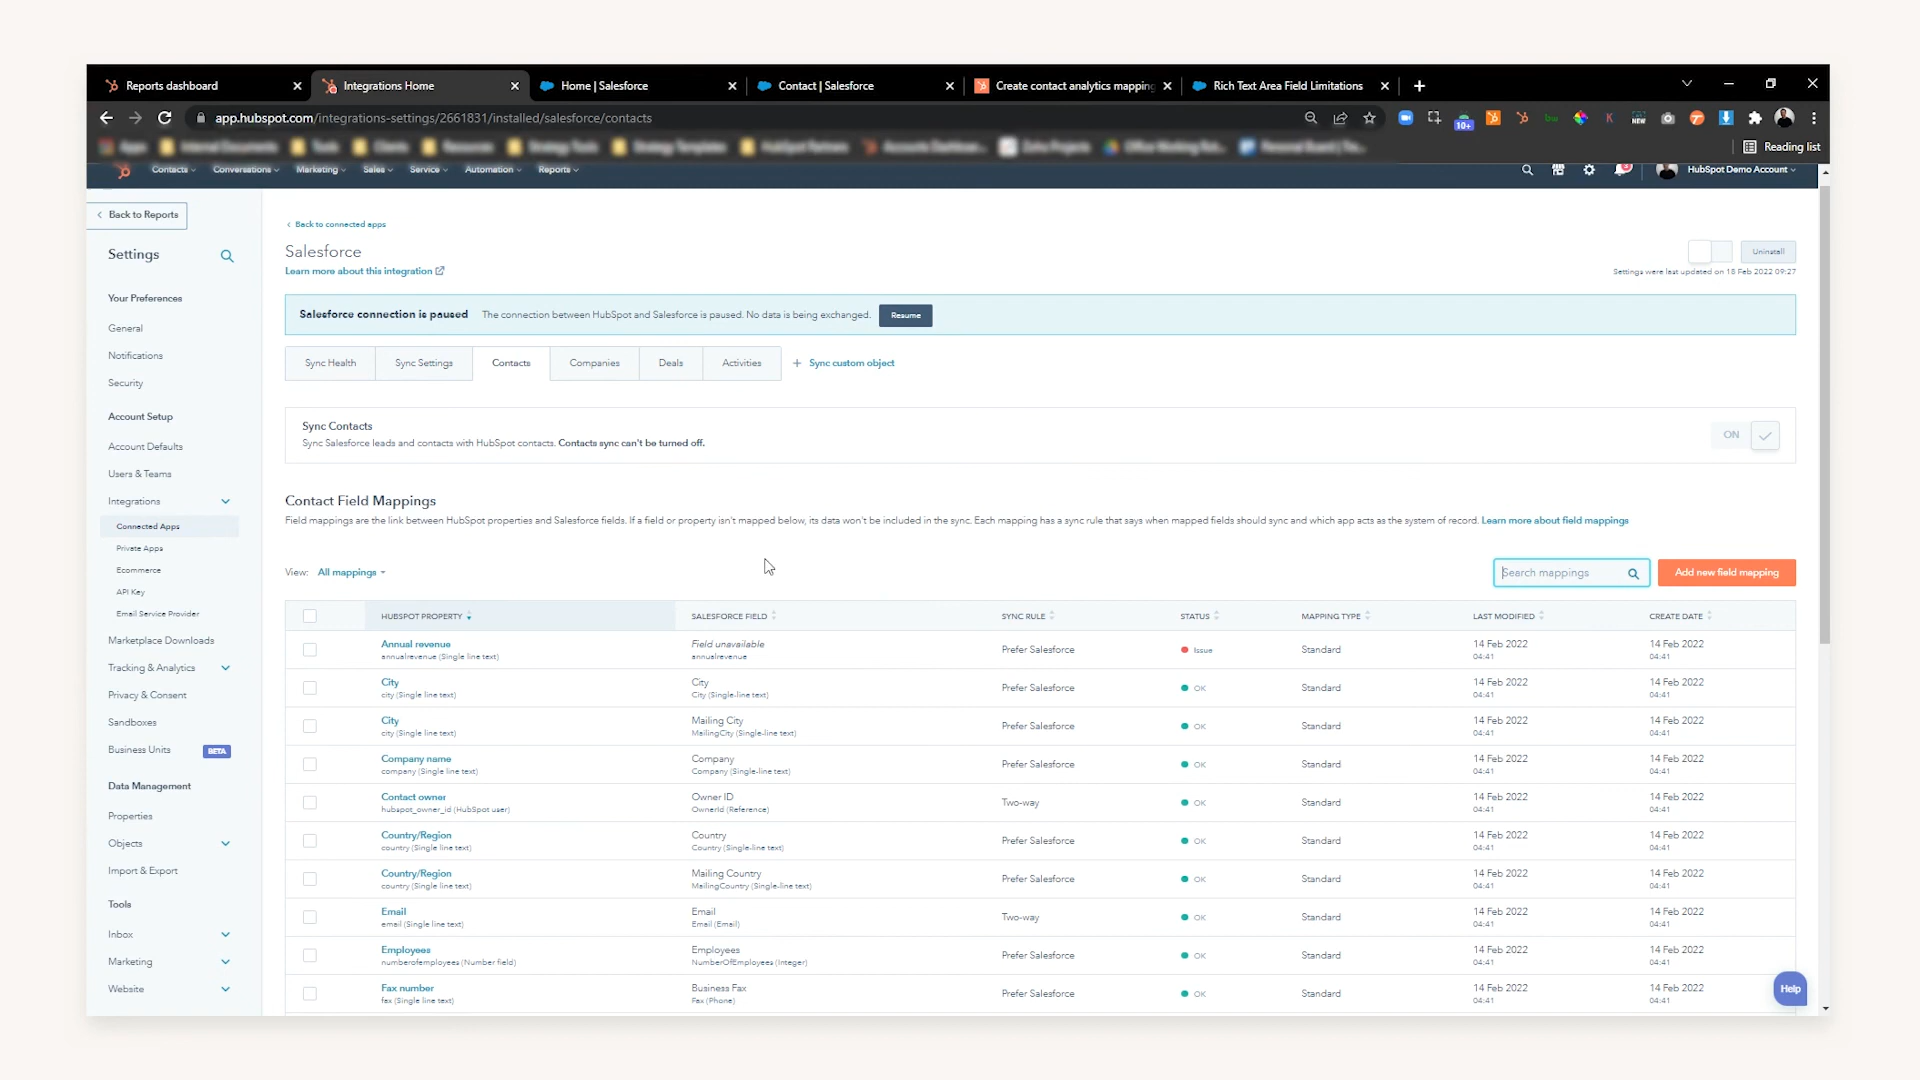 Reports dashboard
Integrations Home
Home | Salesforce
Contact | Salesforce
Create contact analytics mapping
Rich Text Area Field Limitations
app.hubspot.com/integrations-settings/2661831/installed/salesforce/contacts
10+
NEW
Reading list
Contacts
Conversations
Marketing
Sales
Service
Automation
Reports
HubSpot Demo Account
Back to Reports
Settings
Your Preferences
General
Notifications
Security
Account Setup
Account Defaults
Users & Teams
Integrations
Connected Apps
Private Apps
Ecommerce
API Key
Email Service Provider
Marketplace Downloads
Tracking & Analytics
Privacy & Consent
Sandboxes
Business Units
BETA
Data Management
Properties
Objects
Import & Export
Tools
Inbox
Marketing
Website
Back to connected apps
Salesforce
Learn more about this integration
Uninstall
Settings were last updated on 18 Feb 2022 09:27
Salesforce connection is paused The connection between HubSpot and Salesforce is paused. No data is being exchanged. Resume
Sync Health
Sync Settings
Contacts
Companies
Deals
Activities
+ Sync custom object
Sync Contacts
Sync Salesforce leads and contacts with HubSpot contacts. Contacts sync can't be turned off.
ON
Contact Field Mappings
Field mappings are the link between HubSpot properties and Salesforce fields. If a field or property isn't mapped below, its data won't be included in the sync. Each mapping has a sync rule that says when mapped fields should sync and which app acts as the system of record. Learn more about field mappings
View: All mappings
Search mappings
Add new field mapping
HUBSPOT PROPERTY SALESFORCE FIELD SYNC RULE STATUS MAPPING TYPE LAST MODIFIED CREATE DATE
Annual revenue Field unavailable Prefer Salesforce Issue Standard 14 Feb 2022 14 Feb 2022
annualrevenue (Single line text) annualrevenue 04:41 04:41
City City Prefer Salesforce OK Standard 14 Feb 2022 14 Feb 2022
city (Single line text) City (Single-line text) 04:41 04:41
City Mailing City Prefer Salesforce OK Standard 14 Feb 2022 14 Feb 2022
city (Single line text) MailingCity (Single-line text) 04:41 04:41
Company name Company Prefer Salesforce OK Standard 14 Feb 2022 14 Feb 2022
company (Single line text) Company (Single-line text) 04:41 04:41
Contact owner Owner ID Two-way OK Standard 14 Feb 2022 14 Feb 2022
hubspot_owner_id (HubSpot user) OwnerId (Reference) 04:41 04:41
Country/Region Country Prefer Salesforce OK Standard 14 Feb 2022 14 Feb 2022
country (Single line text) Country (Single-line text) 04:41 04:41
Country/Region Mailing Country Prefer Salesforce OK Standard 14 Feb 2022 14 Feb 2022
country (Single line text) MailingCountry (Single-line text) 04:41 04:41
Email Email Two-way OK Standard 14 Feb 2022 14 Feb 2022
email (Single line text) Email (Email) 04:41 04:41
Employees Employees Prefer Salesforce OK Standard 14 Feb 2022 14 Feb 2022
numberofemployees (Number field) NumberOfEmployees (Integer) 04:41 04:41
Fax number Business Fax Prefer Salesforce OK Standard 14 Feb 2022 14 Feb 2022
fax (Single line text) Fax (Phone) 04:41 04:41
Help